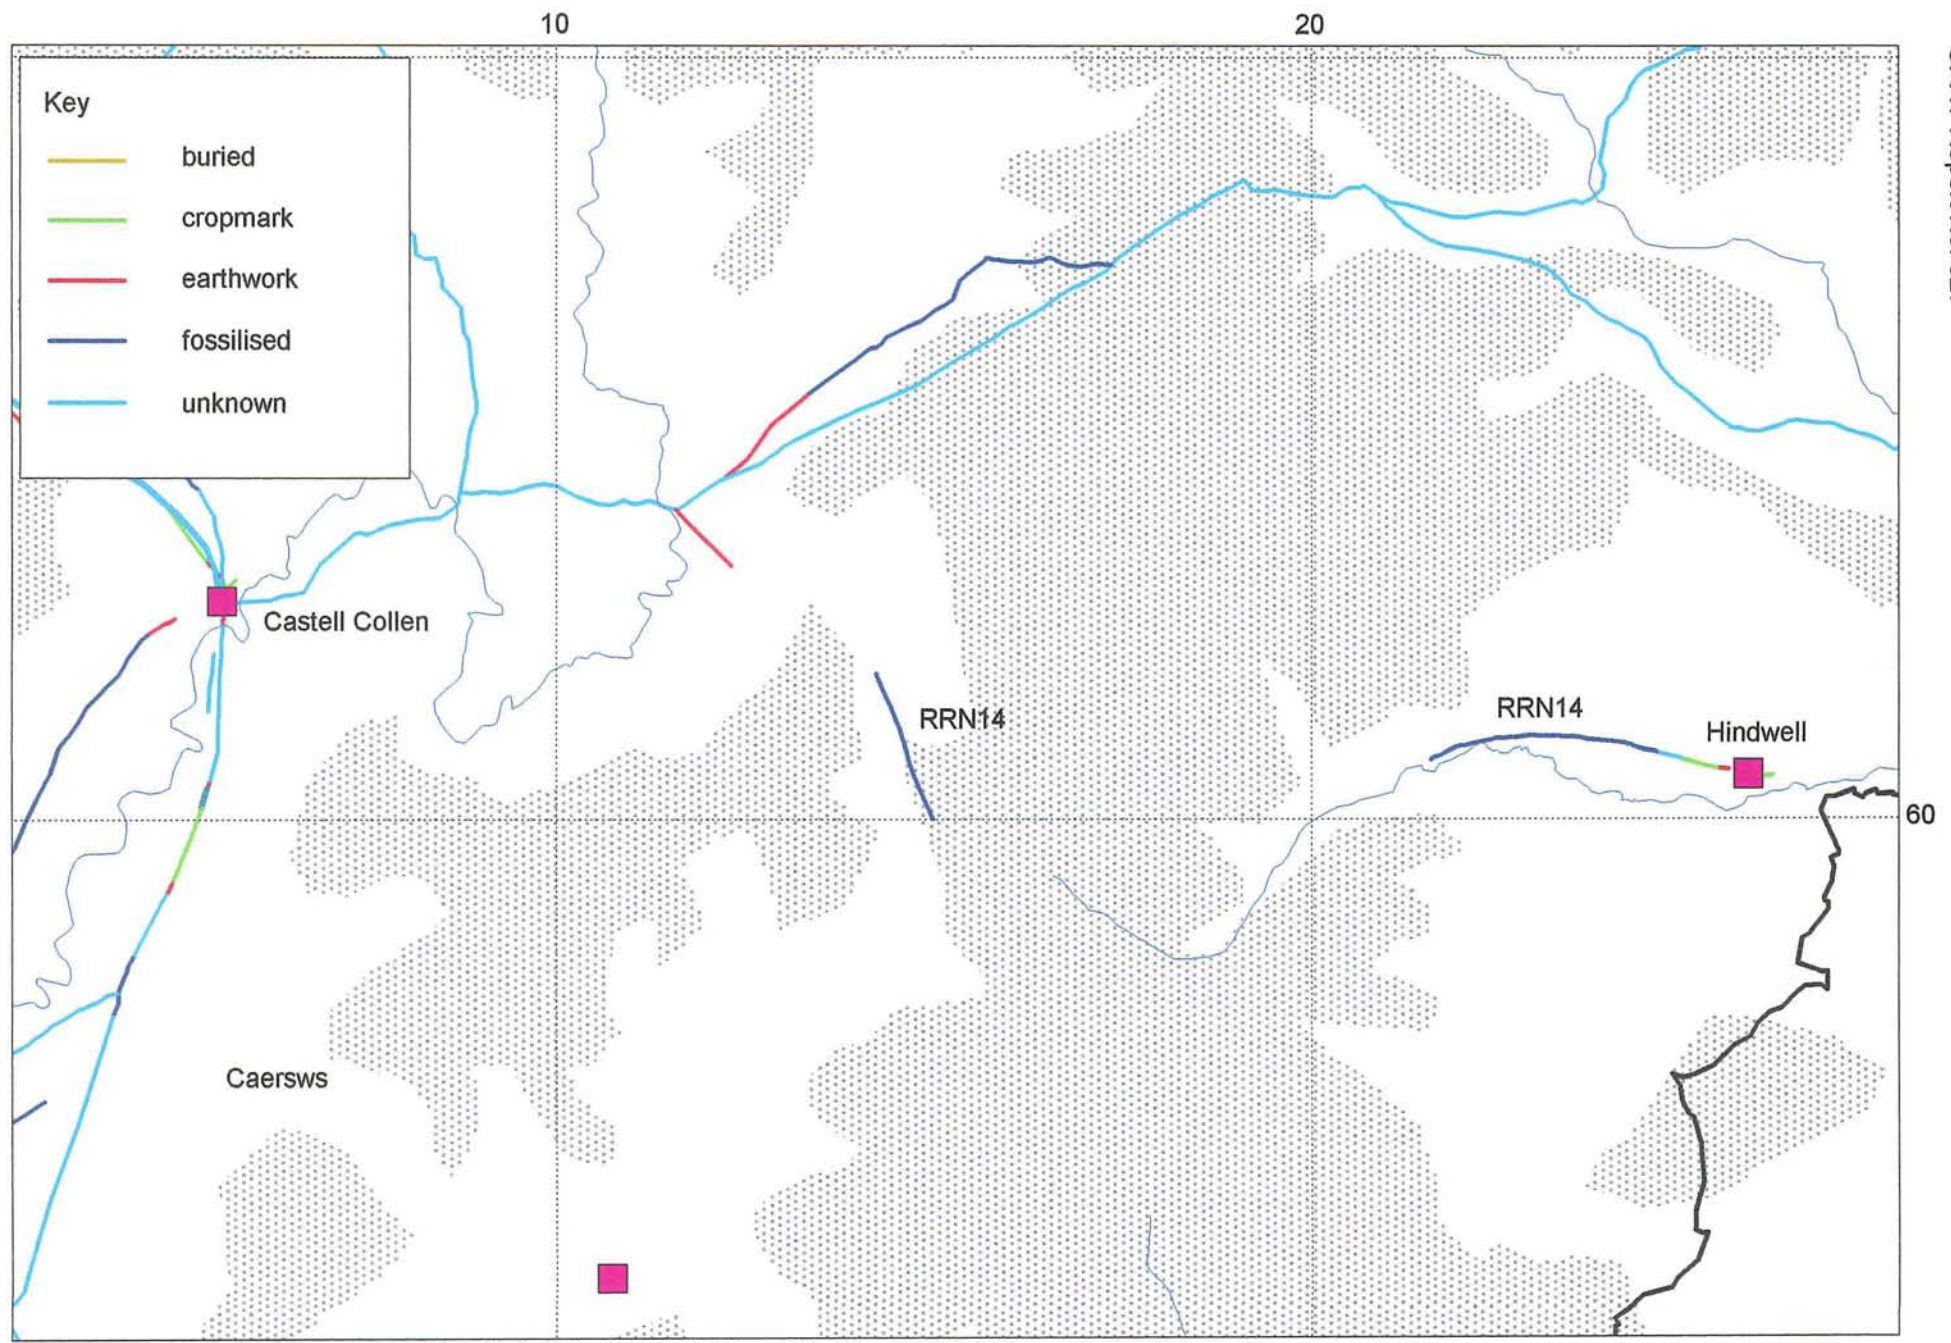 10
20
Key
buried
cropmark
earthwork
fossilised
unknown
Castell Collen
RRN14
RRN14
Hindwell
60
Caersws